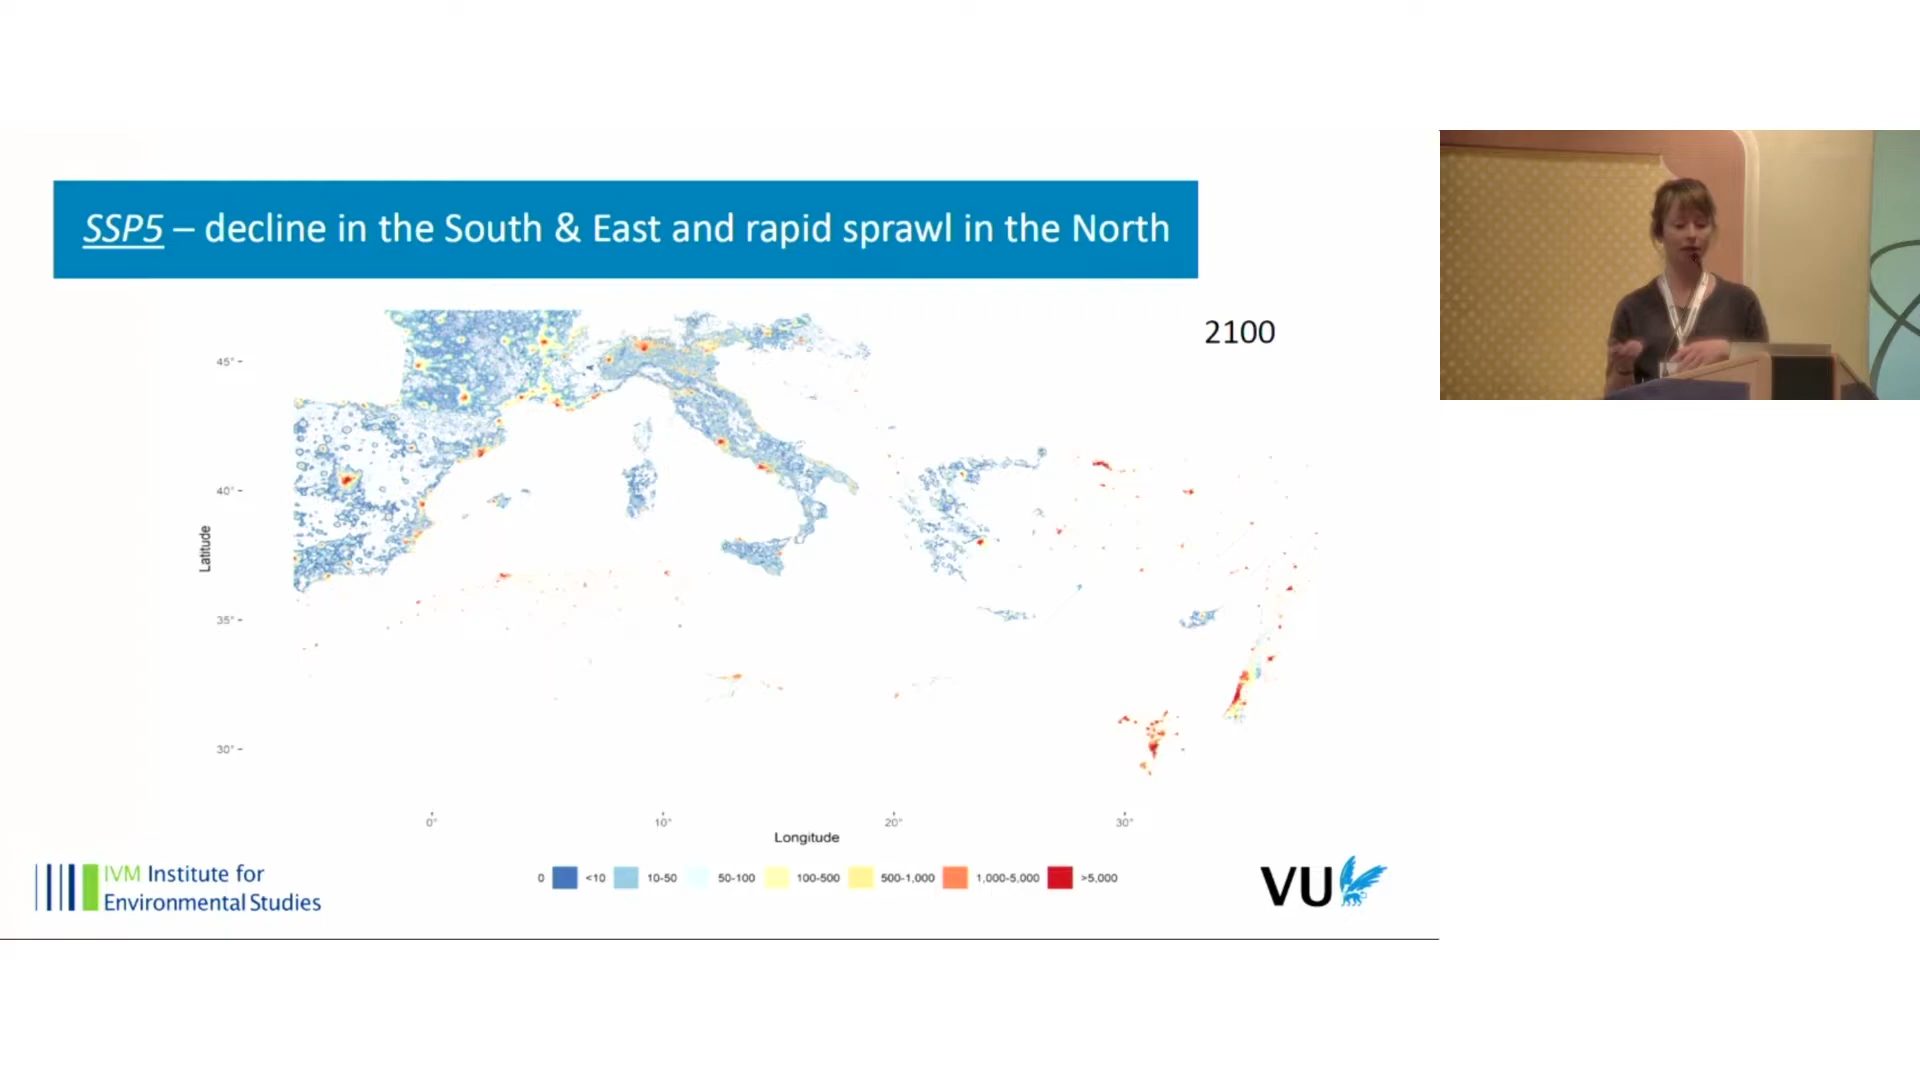 SSP5 – decline in the South & East and rapid sprawl in the North
2100
45°
40°
35°
30°
Latitude
0°
10°
20°
30°
Longitude
0
<10
10-50
50-100
100-500
500-1,000
1,000-5,000
>5,000
IVM Institute for
Environmental Studies
VU